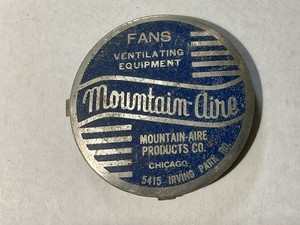 FANS
VENTILATING
EQUIPMENT
Mountain-Aire
MOUNTAIN-AIRE
PRODUCTS CO.
CHICAGO
5415 IRVING PARK